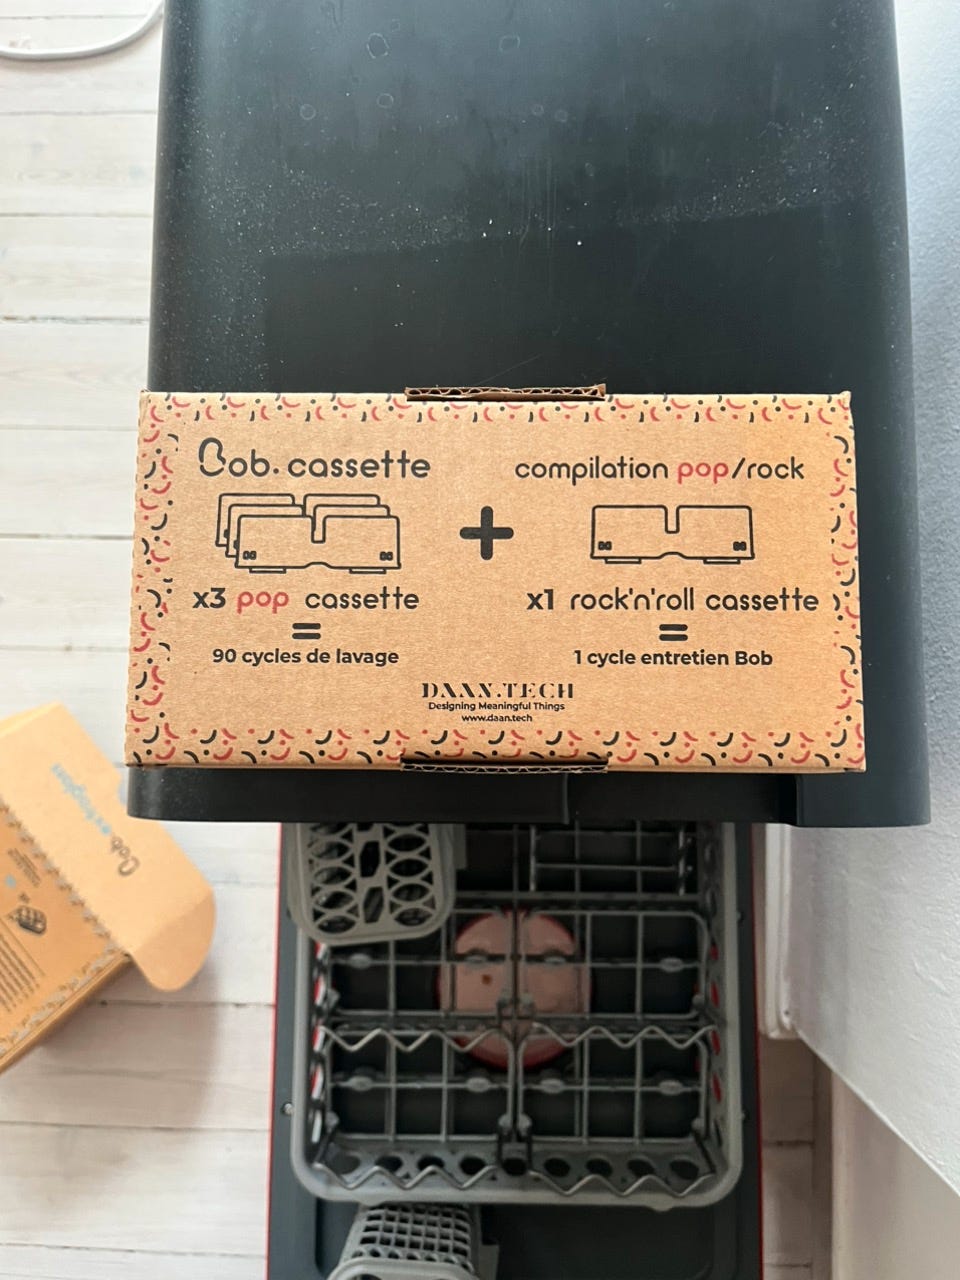 Bob. cassette
compilation pop/rock
x3 pop cassette
x1 rock'n'roll cassette
=
=
90 cycles de lavage
1 cycle entretien Bob
DAAN.TECH
Designing Meaningful Things
www.daan.tech
Bob